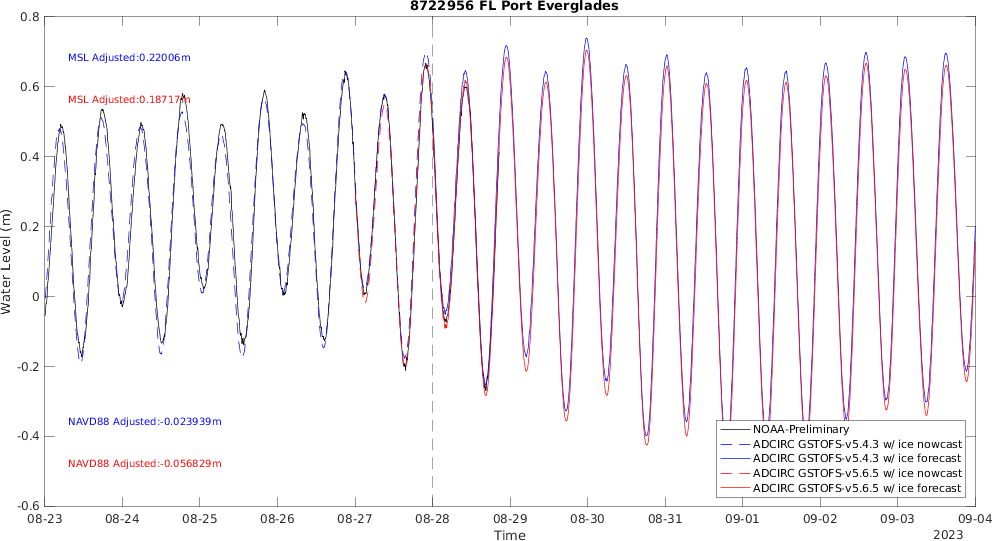 8722956 FL Port Everglades
0.8
0.6
0.4
0.2
0
-0.2
-0.4
-0.6
Water Level (m)
MSL Adjusted:0.22006m
MSL Adjusted:0.18717m
NAVD88 Adjusted:-0.023939m
NAVD88 Adjusted:-0.056829m
NOAA-Preliminary
ADCIRC GSTOFS-v5.4.3 w/ ice nowcast
ADCIRC GSTOFS-v5.4.3 w/ ice forecast
ADCIRC GSTOFS-v5.6.5 w/ ice nowcast
ADCIRC GSTOFS-v5.6.5 w/ ice forecast
08-23 08-24 08-25 08-26 08-27 08-28 08-29 08-30 08-31 09-01 09-02 09-03 09-04
Time
2023